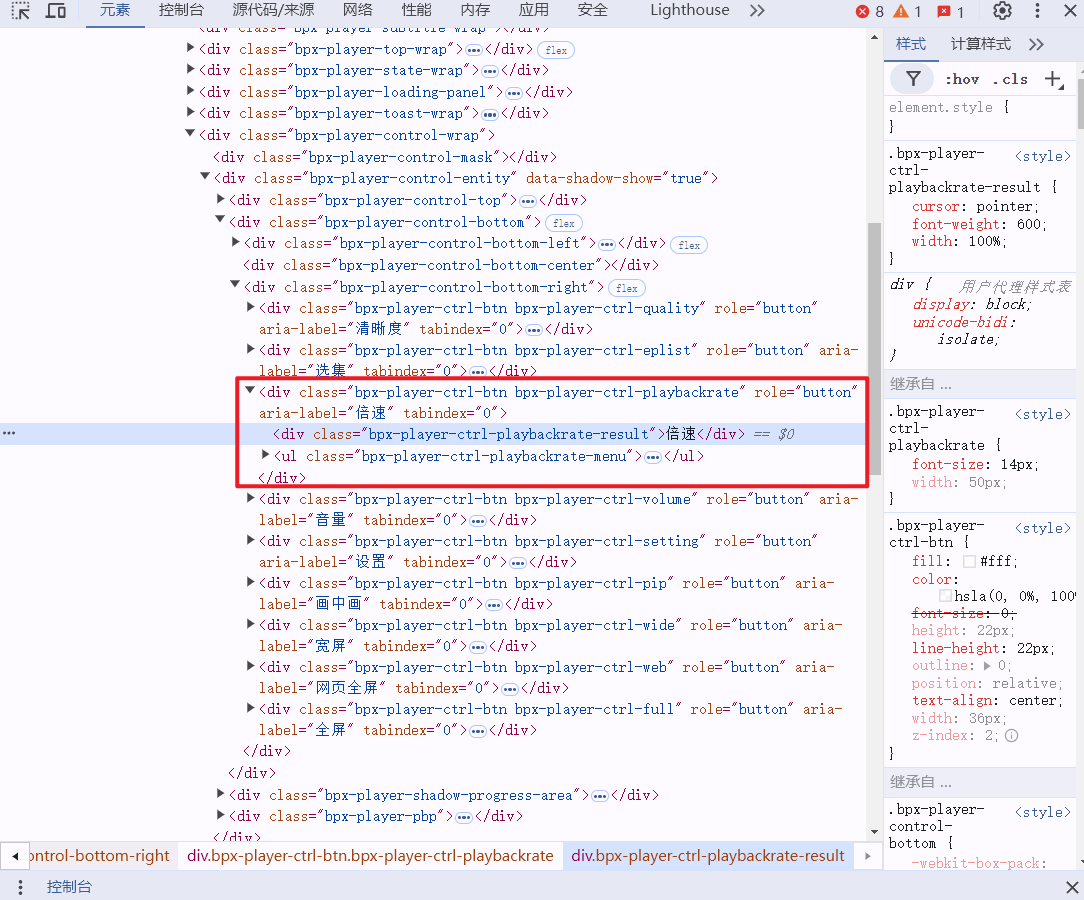 元素 控制台 源代码/来源 网络 性能 内存 应用 安全 Lighthouse 8 1 1
<div class="bpx-player-subtitle-wrap"></div>
<div class="bpx-player-top-wrap">…</div> flex
<div class="bpx-player-state-wrap">…</div>
<div class="bpx-player-loading-panel">…</div>
<div class="bpx-player-toast-wrap">…</div>
<div class="bpx-player-control-wrap">
<div class="bpx-player-control-mask"></div>
<div class="bpx-player-control-entity" data-shadow-show="true">
<div class="bpx-player-control-top">…</div>
<div class="bpx-player-control-bottom"> flex
<div class="bpx-player-control-bottom-left">…</div> flex
<div class="bpx-player-control-bottom-center"></div>
<div class="bpx-player-control-bottom-right"> flex
<div class="bpx-player-ctrl-btn bpx-player-ctrl-quality" role="button"
aria-label="清晰度" tabindex="0">…</div>
<div class="bpx-player-ctrl-btn bpx-player-ctrl-eplist" role="button" aria-
label="选集" tabindex="0">…</div>
<div class="bpx-player-ctrl-btn bpx-player-ctrl-playbackrate" role="button"
aria-label="倍速" tabindex="0">
<div class="bpx-player-ctrl-playbackrate-result">倍速</div> == $0
<ul class="bpx-player-ctrl-playbackrate-menu">…</ul>
</div>
<div class="bpx-player-ctrl-btn bpx-player-ctrl-volume" role="button" aria-
label="音量" tabindex="0">…</div>
<div class="bpx-player-ctrl-btn bpx-player-ctrl-setting" role="button"
aria-label="设置" tabindex="0">…</div>
<div class="bpx-player-ctrl-btn bpx-player-ctrl-pip" role="button" aria-
label="画中画" tabindex="0">…</div>
<div class="bpx-player-ctrl-btn bpx-player-ctrl-wide" role="button" aria-
label="宽屏" tabindex="0">…</div>
<div class="bpx-player-ctrl-btn bpx-player-ctrl-web" role="button" aria-
label="网页全屏" tabindex="0">…</div>
<div class="bpx-player-ctrl-btn bpx-player-ctrl-full" role="button" aria-
label="全屏" tabindex="0">…</div>
</div>
</div>
<div class="bpx-player-shadow-progress-area">…</div>
<div class="bpx-player-pbp">…</div>
</div>
ontrol-bottom-right div.bpx-player-ctrl-btn.bpx-player-ctrl-playbackrate div.bpx-player-ctrl-playbackrate-result
控制台
样式 计算样式
:hov .cls
element.style {
}
.bpx-player- <style>
ctrl-
playbackrate-result {
cursor: pointer;
font-weight: 600;
width: 100%;
}
div { 用户代理样式表
display: block;
unicode-bidi:
isolate;
}
继承自 …
.bpx-player- <style>
ctrl-
playbackrate {
font-size: 14px;
width: 50px;
}
.bpx-player- <style>
ctrl-btn {
fill: #fff;
color:
hsla(0, 0%, 100%
font-size: 0;
height: 22px;
line-height: 22px;
outline: 0;
position: relative;
text-align: center;
width: 36px;
z-index: 2;
}
继承自 …
.bpx-player- <style>
control-
bottom {
-webkit-box-pack: